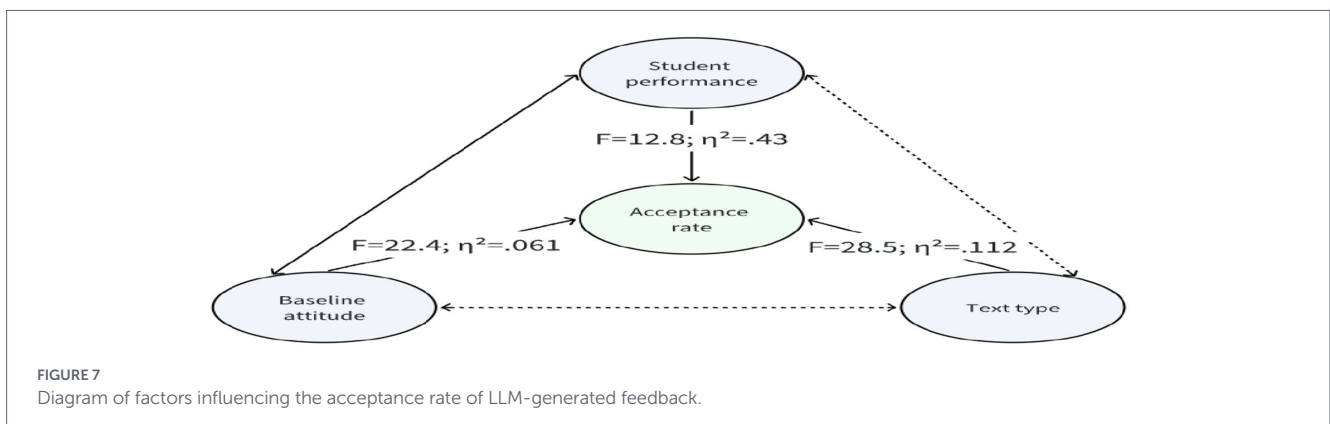 Student
performance
F=12.8; η²=.43
Acceptance
rate
F=22.4; η²=.061
F=28.5; η²=.112
Baseline
attitude
Text type
FIGURE 7
Diagram of factors influencing the acceptance rate of LLM-generated feedback.